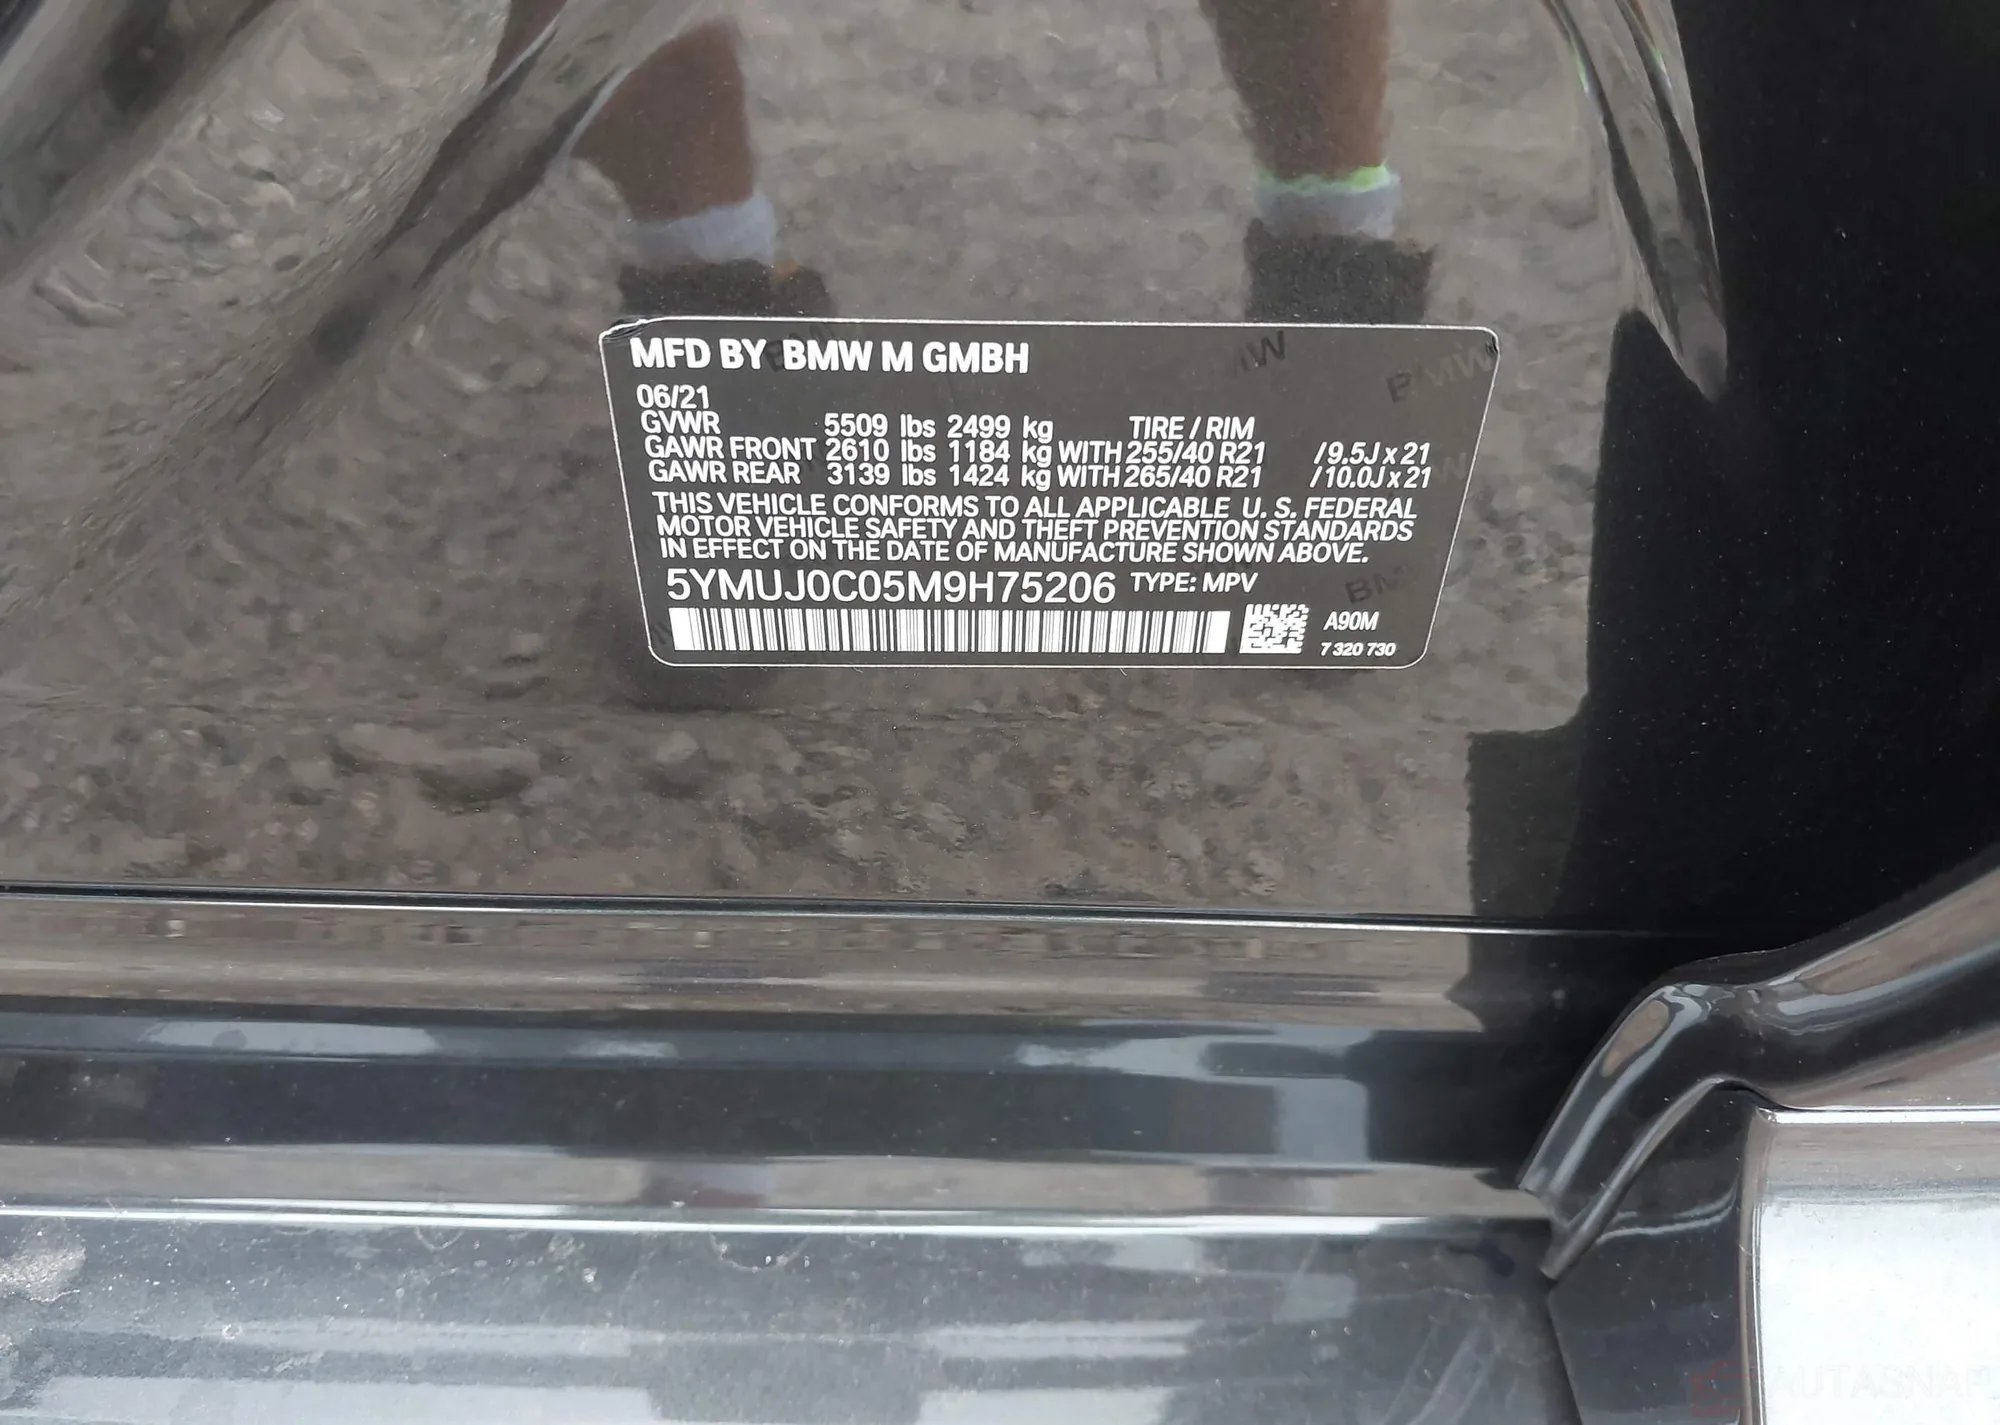 MFD BY BMW M GMBH
06/21
GVWR 5509 lbs 2499 kg TIRE / RIM
GAWR FRONT 2610 lbs 1184 kg WITH 255/40 R21 /9.5J x 21
GAWR REAR 3139 lbs 1424 kg WITH 265/40 R21 /10.0J x 21
THIS VEHICLE CONFORMS TO ALL APPLICABLE U. S. FEDERAL
MOTOR VEHICLE SAFETY AND THEFT PREVENTION STANDARDS
IN EFFECT ON THE DATE OF MANUFACTURE SHOWN ABOVE.
5YMUJ0C05M9H75206 TYPE: MPV
A90M
7 320 730
AUTASNAP